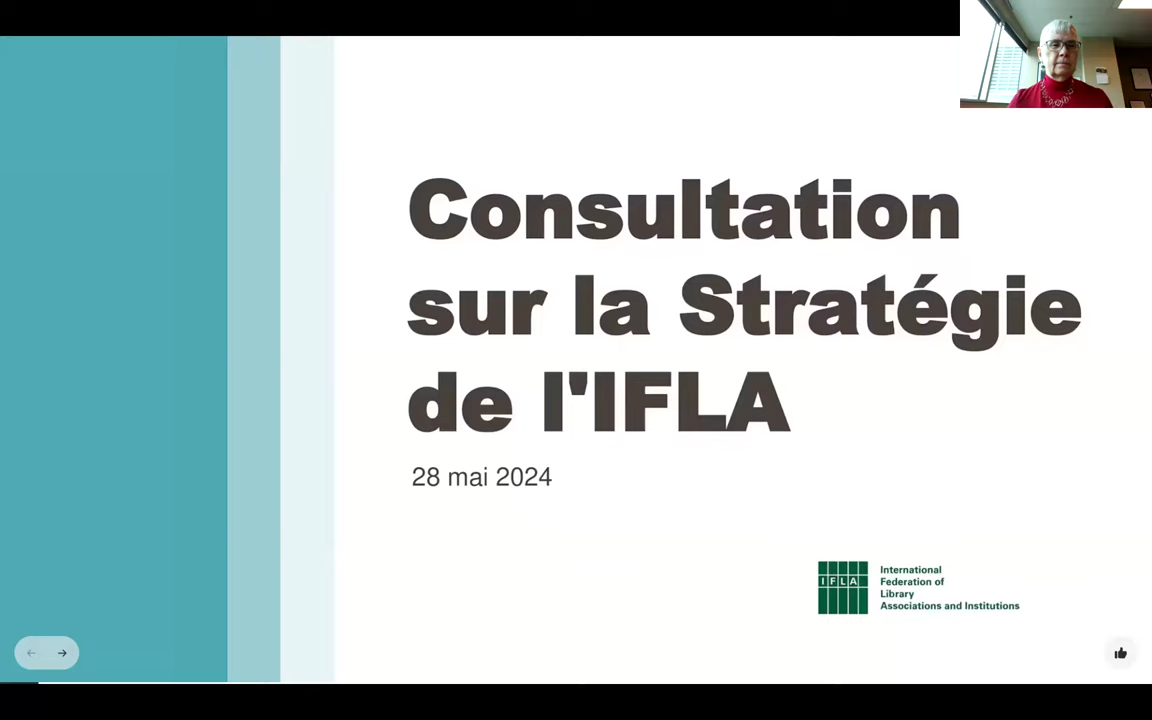 Consultation
sur la Stratégie
de l'IFLA
28 mai 2024
IFLA
International
Federation of
Library
Associations and Institutions